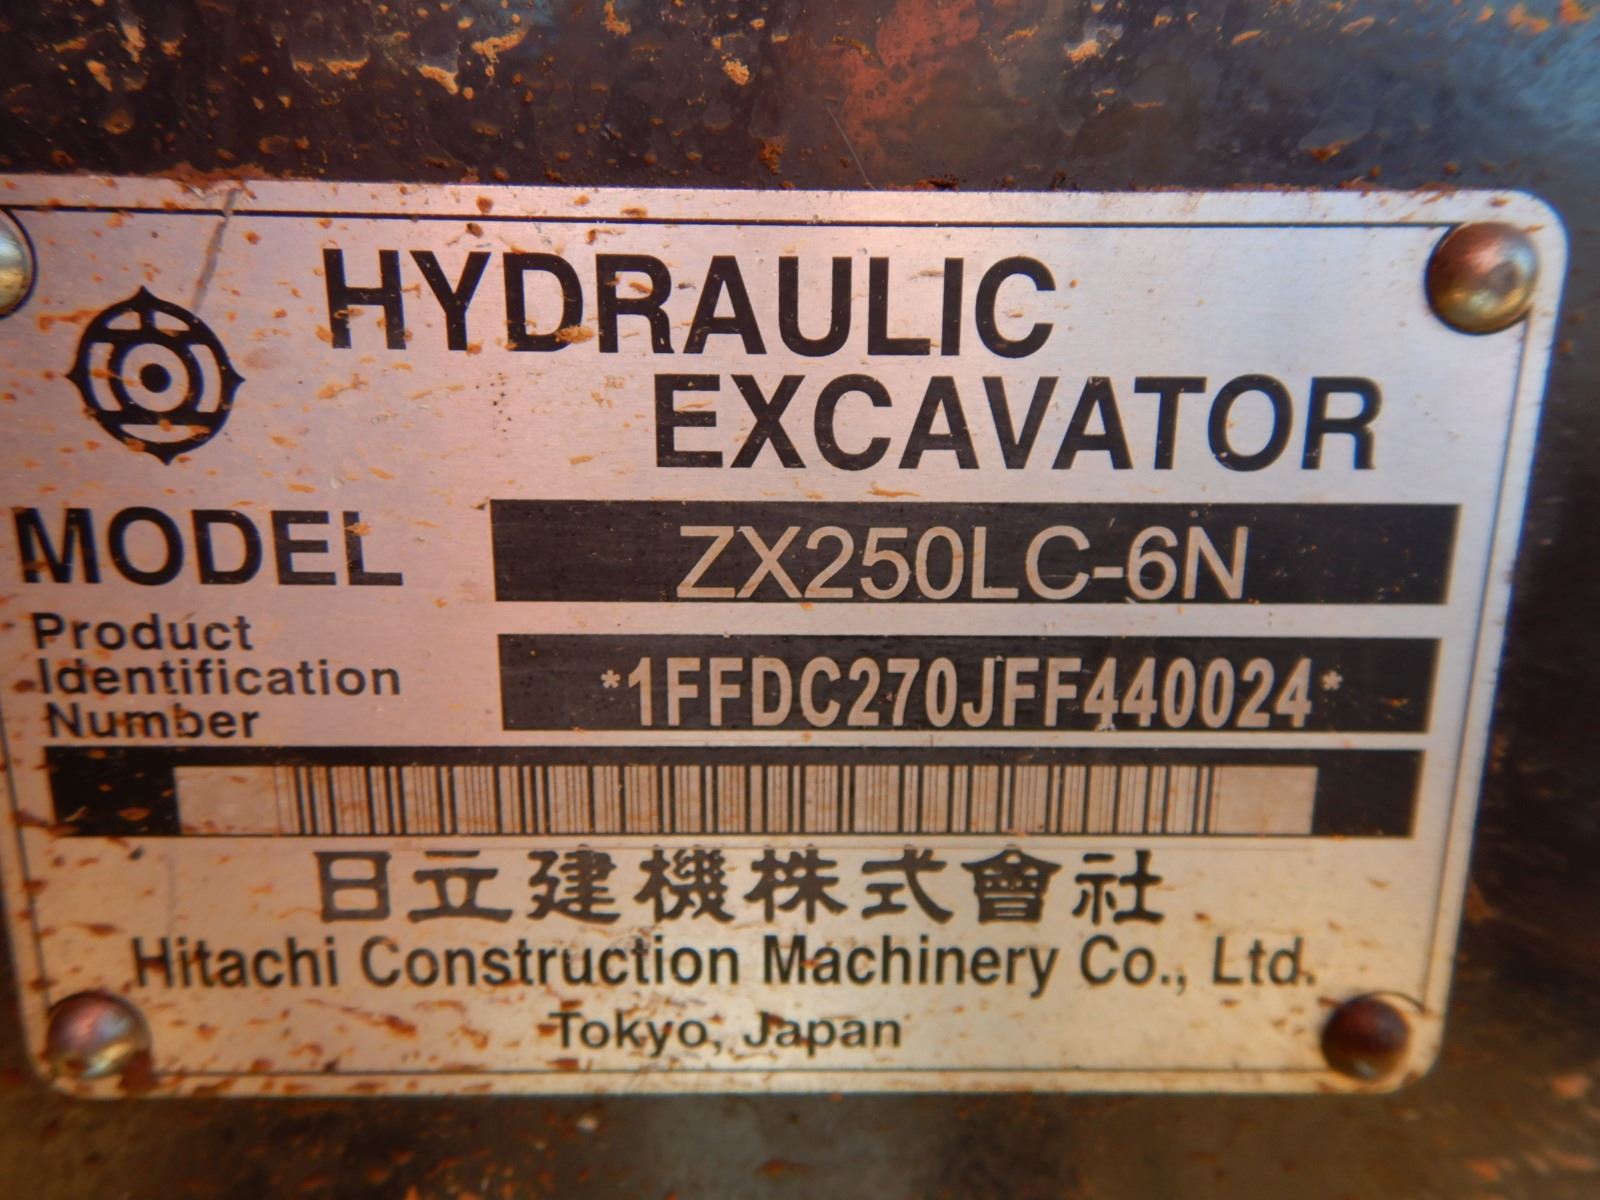 HYDRAULIC
EXCAVATOR
MODEL ZX250LC-6N
Product
Identification
Number
*1FFDC270JFF440024*
日立建機株式會社
Hitachi Construction Machinery Co., Ltd.
Tokyo, Japan